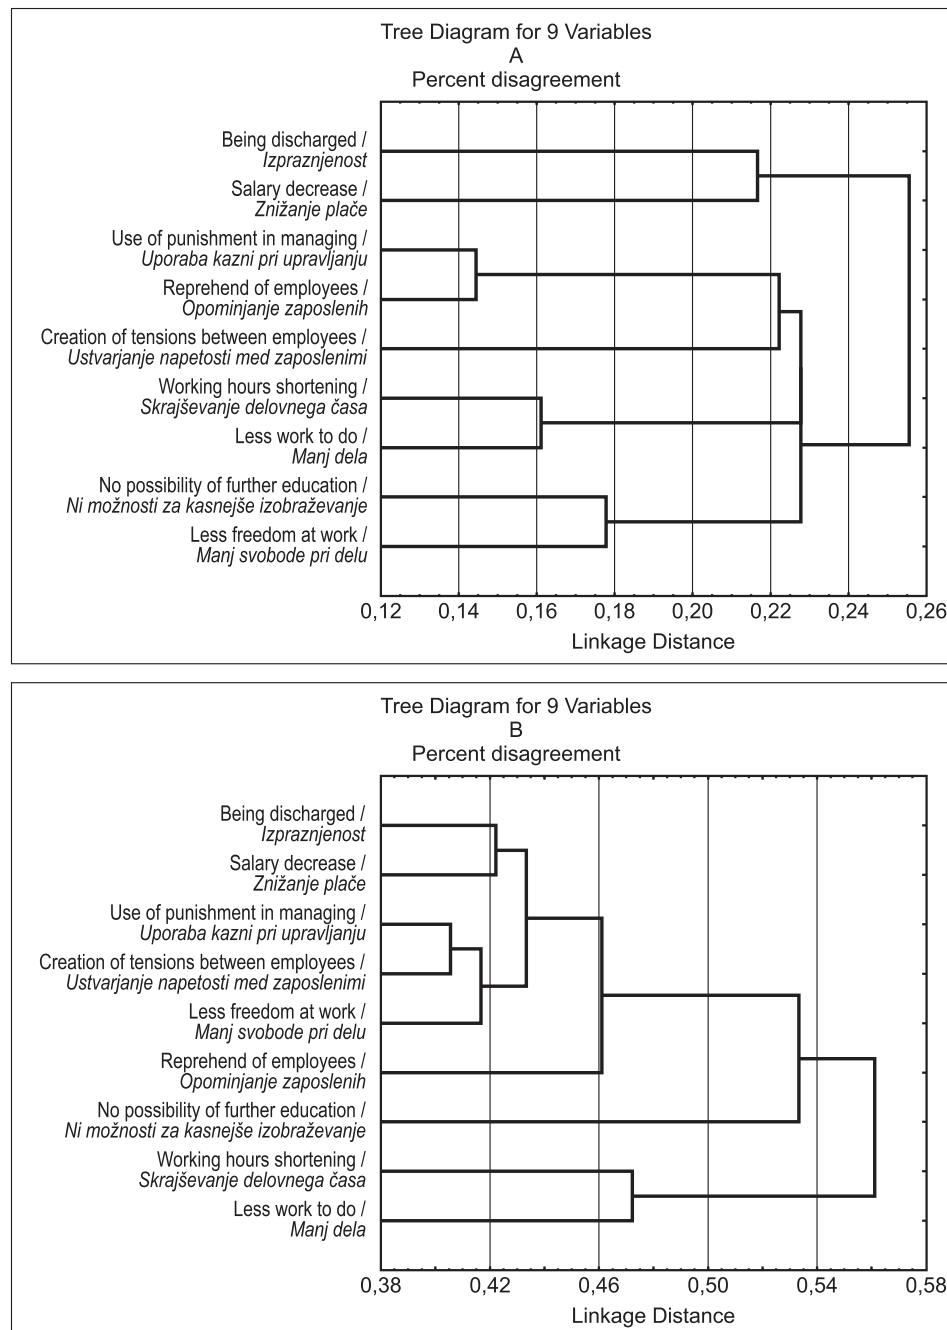 Tree Diagram for 9 Variables
A
Percent disagreement
Being discharged /
Izpraznjenost
Salary decrease /
Znižanje plače
Use of punishment in managing /
Uporaba kazni pri upravljanju
Reprehend of employees /
Opominjanje zaposlenih
Creation of tensions between employees /
Ustvarjanje napetosti med zaposlenimi
Working hours shortening /
Skrajševanje delovnega časa
Less work to do /
Manj dela
No possibility of further education /
Ni možnosti za kasnejše izobraževanje
Less freedom at work /
Manj svobode pri delu
0,12 0,14 0,16 0,18 0,20 0,22 0,24 0,26
Linkage Distance
Tree Diagram for 9 Variables
B
Percent disagreement
Being discharged /
Izpraznjenost
Salary decrease /
Znižanje plače
Use of punishment in managing /
Uporaba kazni pri upravljanju
Creation of tensions between employees /
Ustvarjanje napetosti med zaposlenimi
Less freedom at work /
Manj svobode pri delu
Reprehend of employees /
Opominjanje zaposlenih
No possibility of further education /
Ni možnosti za kasnejše izobraževanje
Working hours shortening /
Skrajševanje delovnega časa
Less work to do /
Manj dela
0,38 0,42 0,46 0,50 0,54 0,58
Linkage Distance